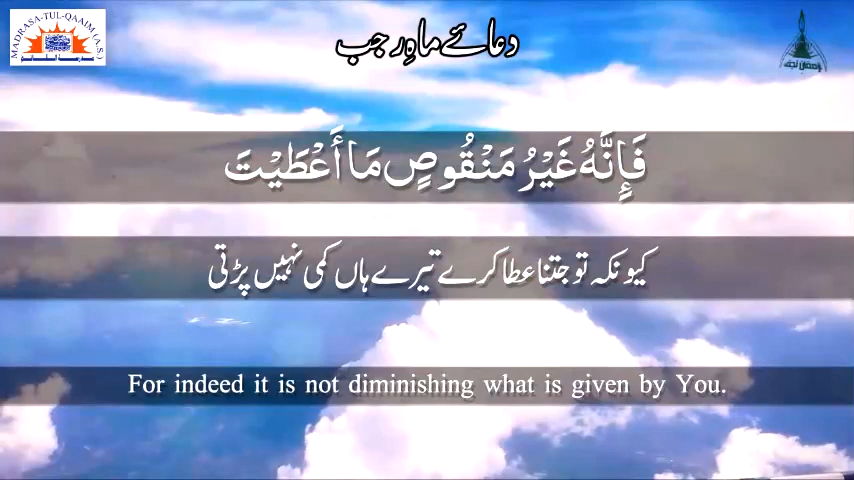 MADRASA-TUL-QAAIM (A.S.)
دعائے ماہِ رجب
فَإِنَّهُ غَيْرُ مَنْقُوصٍ مَا أَعْطَيْتَ
کیونکہ تو جتنا عطا کرے تیرے ہاں کمی نہیں پڑتی
For indeed it is not diminishing what is given by You.